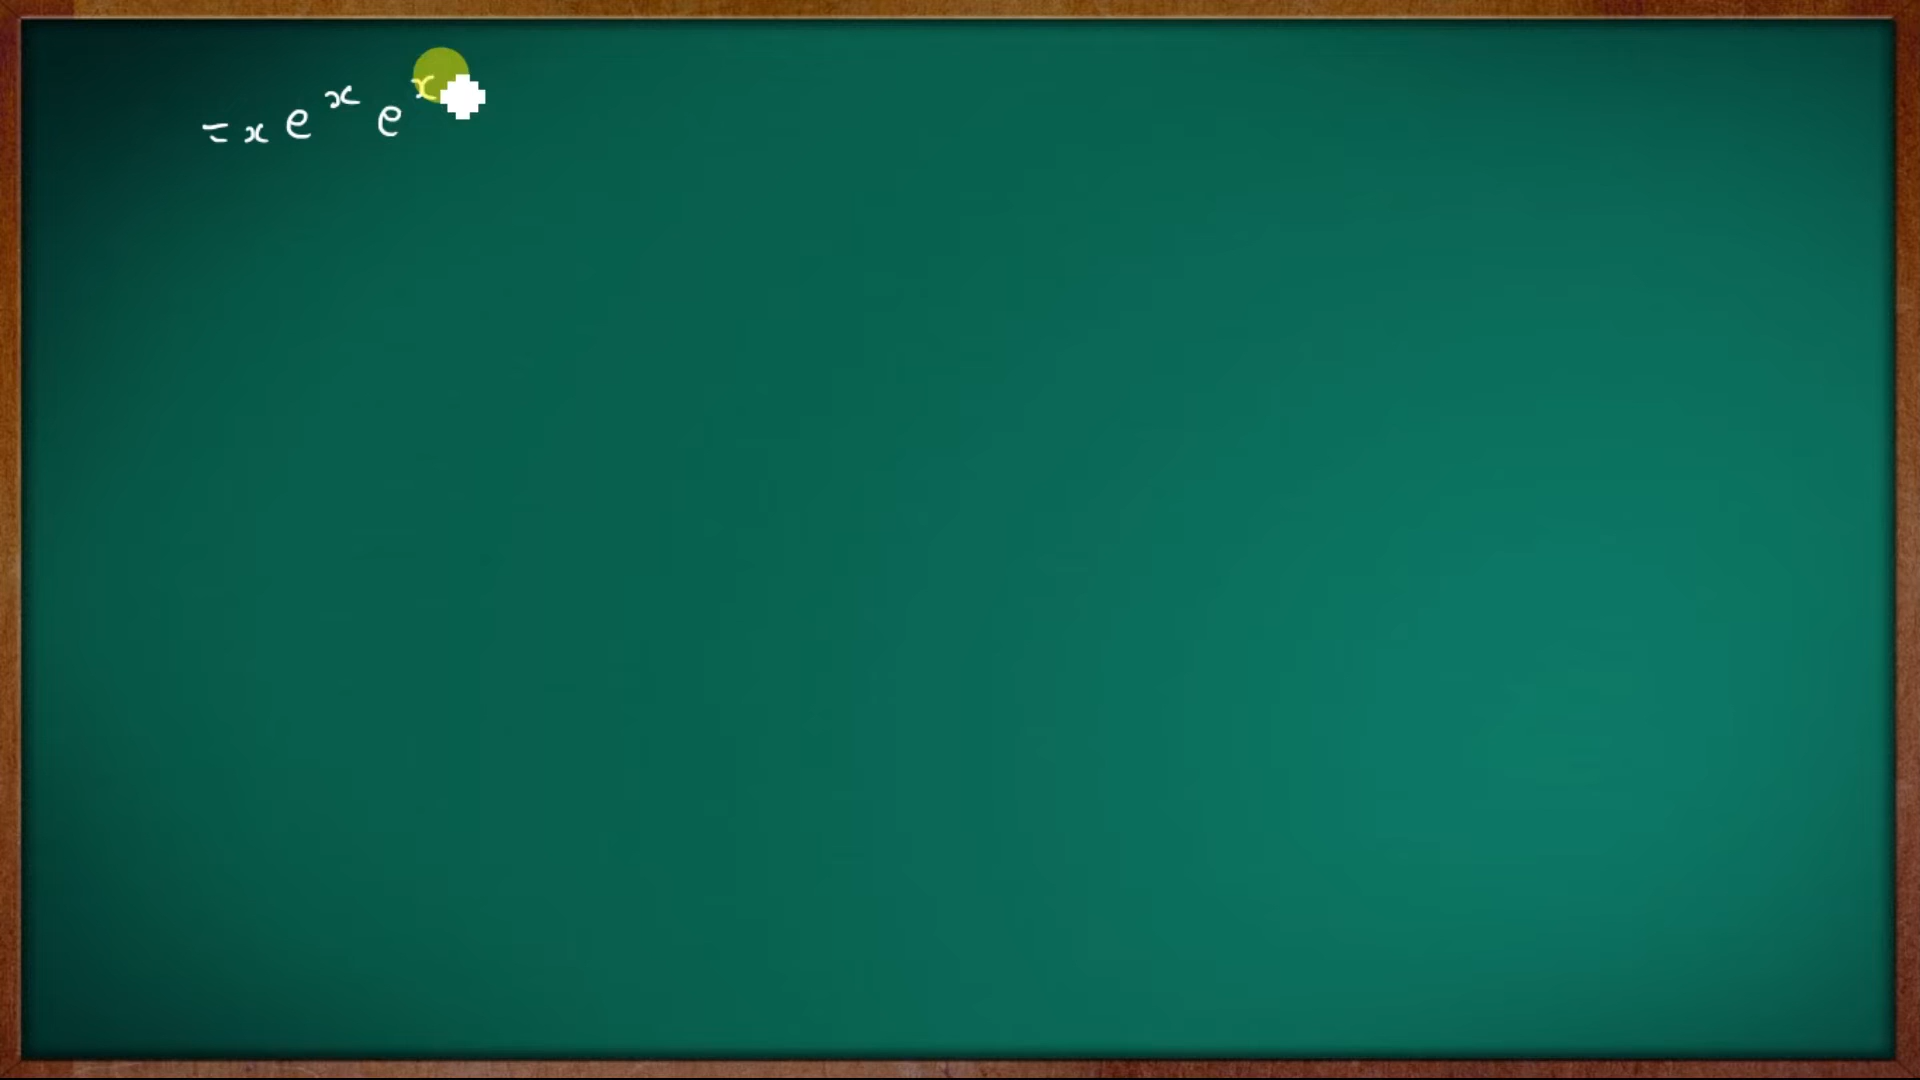 = x e^x e^x